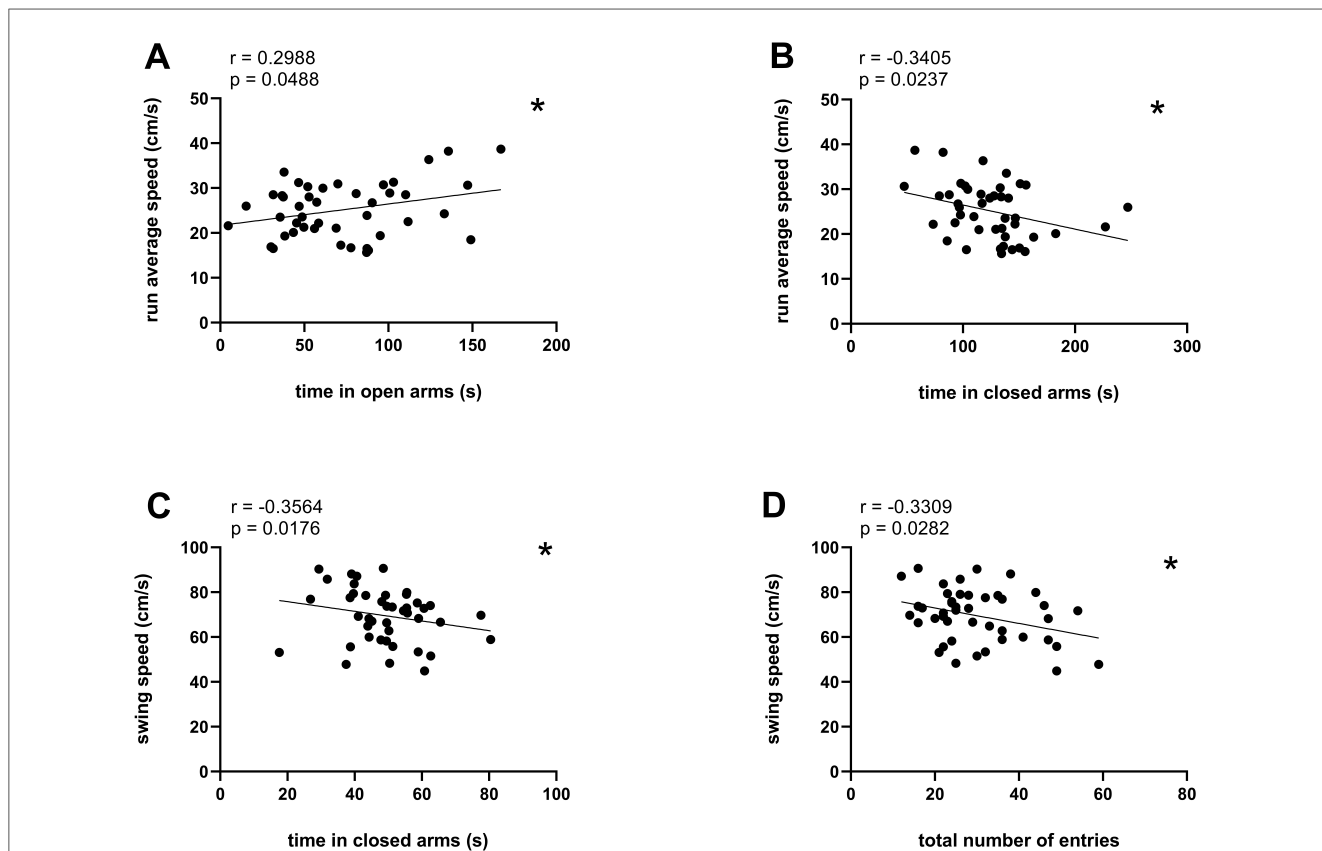 A
r = 0.2988
p = 0.0488
*
50
40
30
20
10
0
run average speed (cm/s)
0 50 100 150 200
time in open arms (s)
B
r = -0.3405
p = 0.0237
*
50
40
30
20
10
0
run average speed (cm/s)
0 100 200 300
time in closed arms (s)
C
r = -0.3564
p = 0.0176
*
100
80
60
40
20
0
swing speed (cm/s)
0 20 40 60 80 100
time in closed arms (s)
D
r = -0.3309
p = 0.0282
*
100
80
60
40
20
0
swing speed (cm/s)
0 20 40 60 80
total number of entries